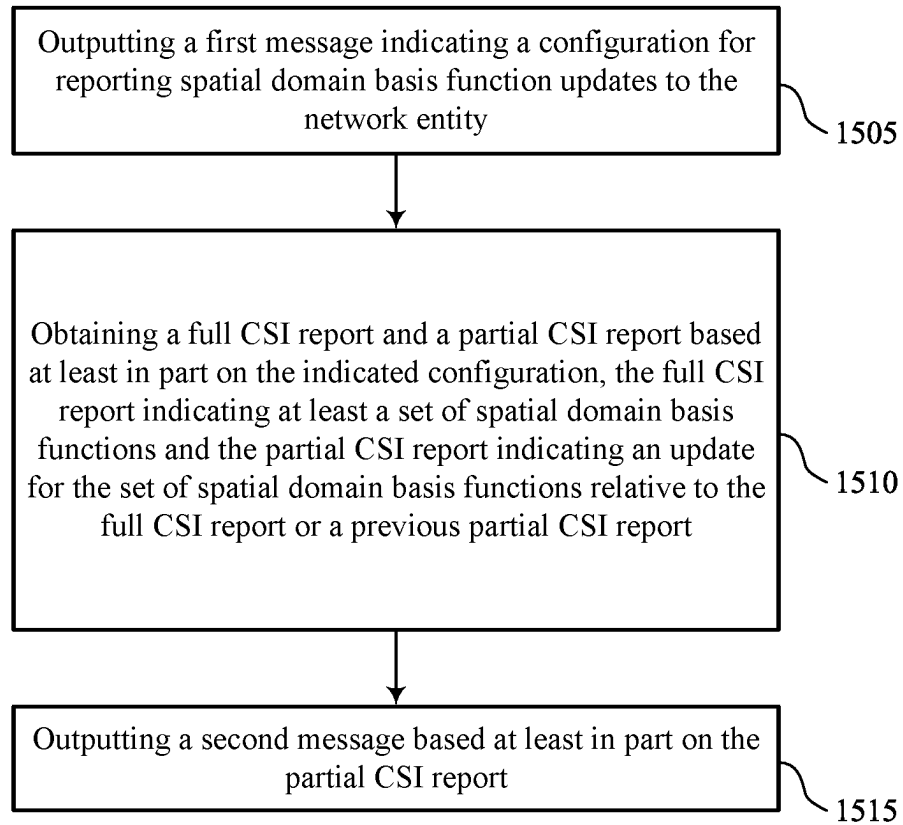 Outputting a first message indicating a configuration for
reporting spatial domain basis function updates to the
network entity
1505
Obtaining a full CSI report and a partial CSI report based
at least in part on the indicated configuration, the full CSI
report indicating at least a set of spatial domain basis
functions and the partial CSI report indicating an update
for the set of spatial domain basis functions relative to the
full CSI report or a previous partial CSI report
1510
Outputting a second message based at least in part on the
partial CSI report
1515